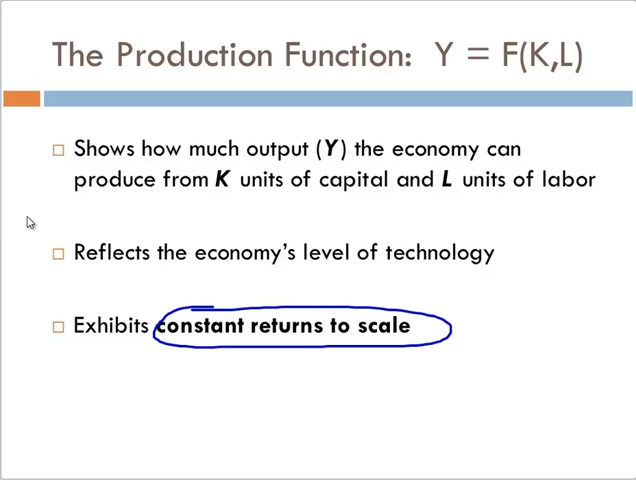 The Production Function: Y = F(K,L)
Shows how much output (Y) the economy can
produce from K units of capital and L units of labor
Reflects the economy's level of technology
Exhibits constant returns to scale